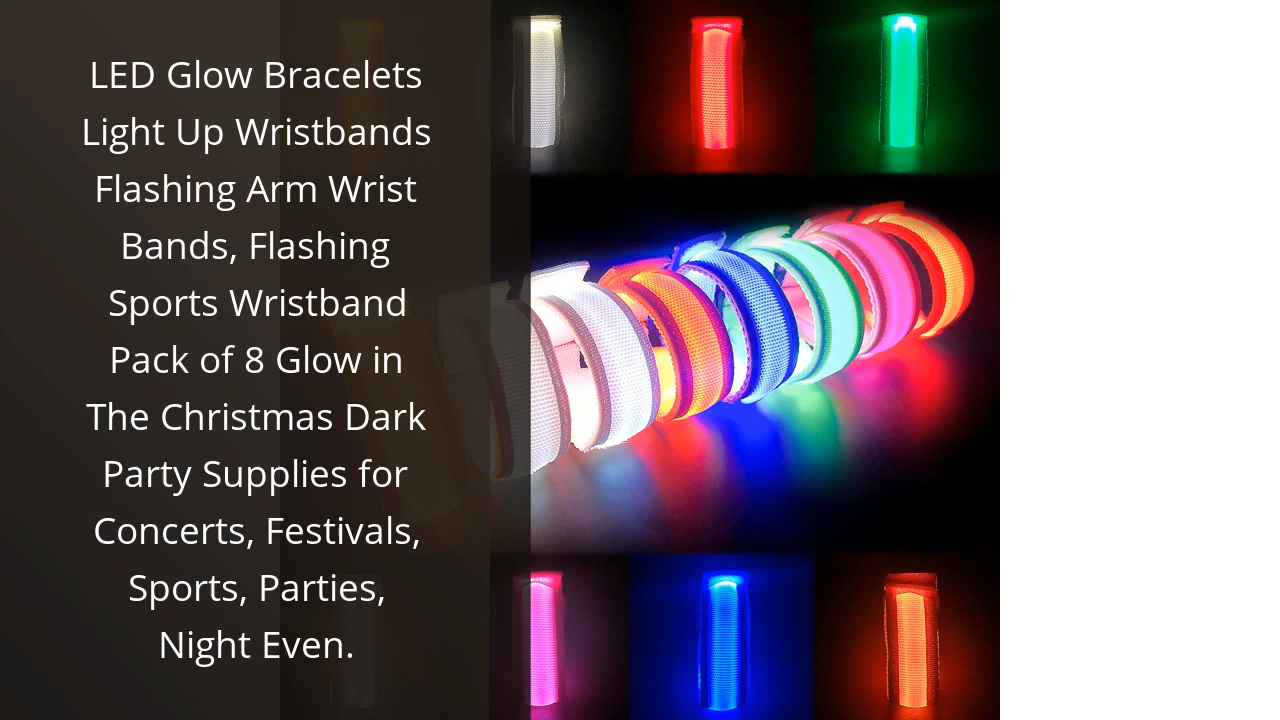 LED Glow Bracelets
Light Up Wristbands
Flashing Arm Wrist
Bands, Flashing
Sports Wristband
Pack of 8 Glow in
The Christmas Dark
Party Supplies for
Concerts, Festivals,
Sports, Parties,
Night Even.